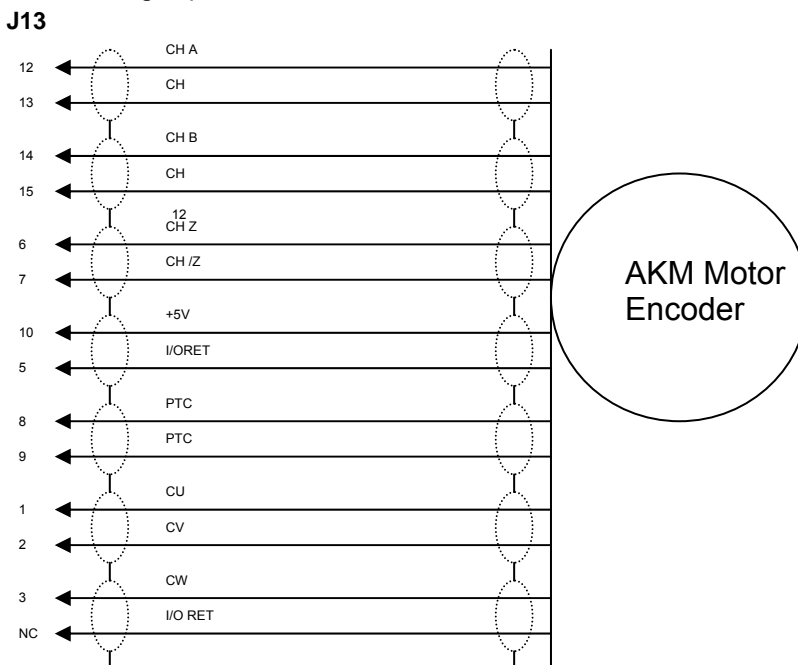 J13
CH A
12
CH
13
CH B
14
CH
15
12
CH Z
6
CH /Z
7
+5V
10
I/ORET
5
PTC
8
PTC
9
CU
1
CV
2
CW
3
I/O RET
NC
AKM Motor
Encoder